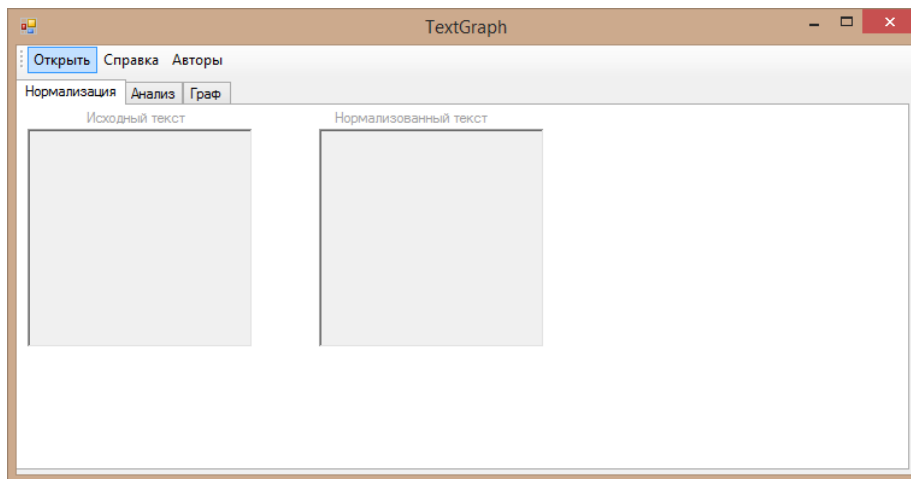 TextGraph
Открыть Справка Авторы
Нормализация Анализ Граф
Исходный текст Нормализованный текст